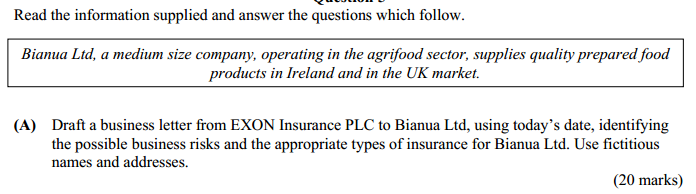 Read the information supplied and answer the questions which follow.
Bianua Ltd, a medium size company, operating in the agrifood sector, supplies quality prepared food
products in Ireland and in the UK market.
(A) Draft a business letter from EXON Insurance PLC to Bianua Ltd, using today's date, identifying
the possible business risks and the appropriate types of insurance for Bianua Ltd. Use fictitious
names and addresses.
(20 marks)